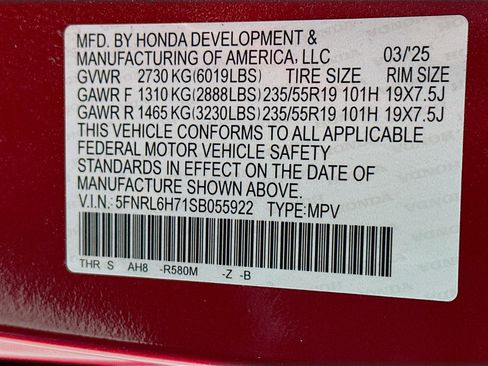 MFD. BY HONDA DEVELOPMENT &
MANUFACTURING OF AMERICA, LLC 03/'25
GVWR 2730 KG(6019LBS) TIRE SIZE RIM SIZE
GAWR F 1310 KG(2888LBS) 235/55R19 101H 19X7.5J
GAWR R 1465 KG(3230LBS) 235/55R19 101H 19X7.5J
THIS VEHICLE CONFORMS TO ALL APPLICABLE
FEDERAL MOTOR VEHICLE SAFETY
STANDARDS IN EFFECT ON THE DATE OF
MANUFACTURE SHOWN ABOVE.
V.I.N.: 5FNRL6H71SB055922 TYPE:MPV
THR S AH8 -R580M -Z -B